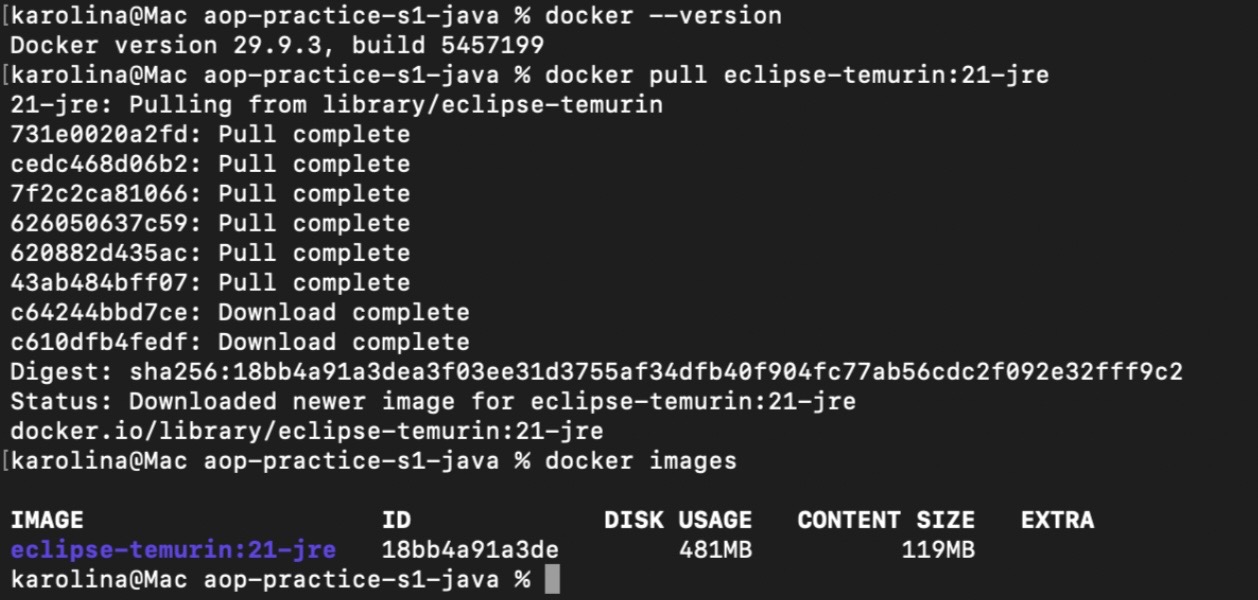 [karolina@Mac aop-practice-s1-java % docker --version
Docker version 29.9.3, build 5457199
[karolina@Mac aop-practice-s1-java % docker pull eclipse-temurin:21-jre
21-jre: Pulling from library/eclipse-temurin
731e0020a2fd: Pull complete
cedc468d06b2: Pull complete
7f2c2ca81066: Pull complete
626050637c59: Pull complete
620882d435ac: Pull complete
43ab484bff07: Pull complete
c64244bbd7ce: Download complete
c610dfb4fedf: Download complete
Digest: sha256:18bb4a91a3dea3f03ee31d3755af34dfb40f904fc77ab56cdc2f092e32fff9c2
Status: Downloaded newer image for eclipse-temurin:21-jre
docker.io/library/eclipse-temurin:21-jre
[karolina@Mac aop-practice-s1-java % docker images
IMAGE ID DISK USAGE CONTENT SIZE EXTRA
eclipse-temurin:21-jre 18bb4a91a3de 481MB 119MB
karolina@Mac aop-practice-s1-java %